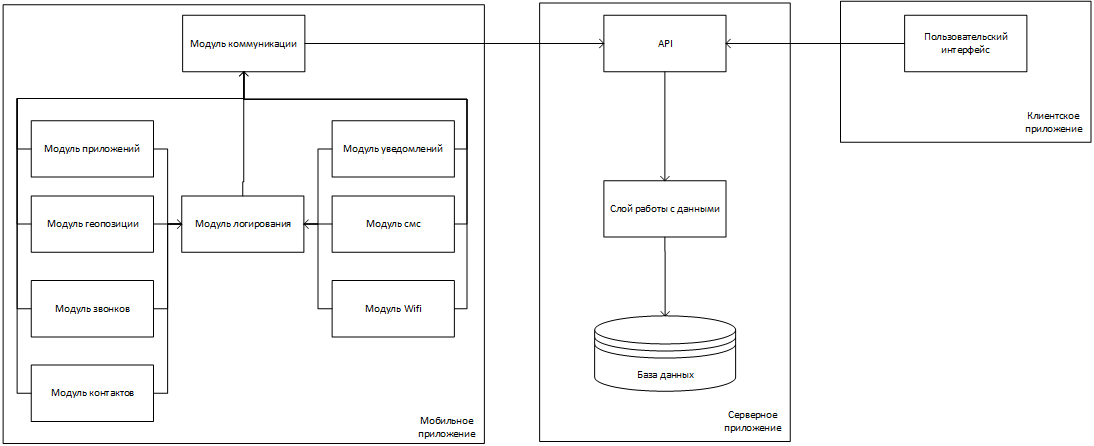 Модуль коммуникации
Модуль приложений
Модуль уведомлений
Модуль геопозиции
Модуль логирования
Модуль смс
Модуль звонков
Модуль Wifi
Модуль контактов
Мобильное
приложение
API
Слой работы с данными
База данных
Серверное
приложение
Пользовательский
интерфейс
Клиентское
приложение